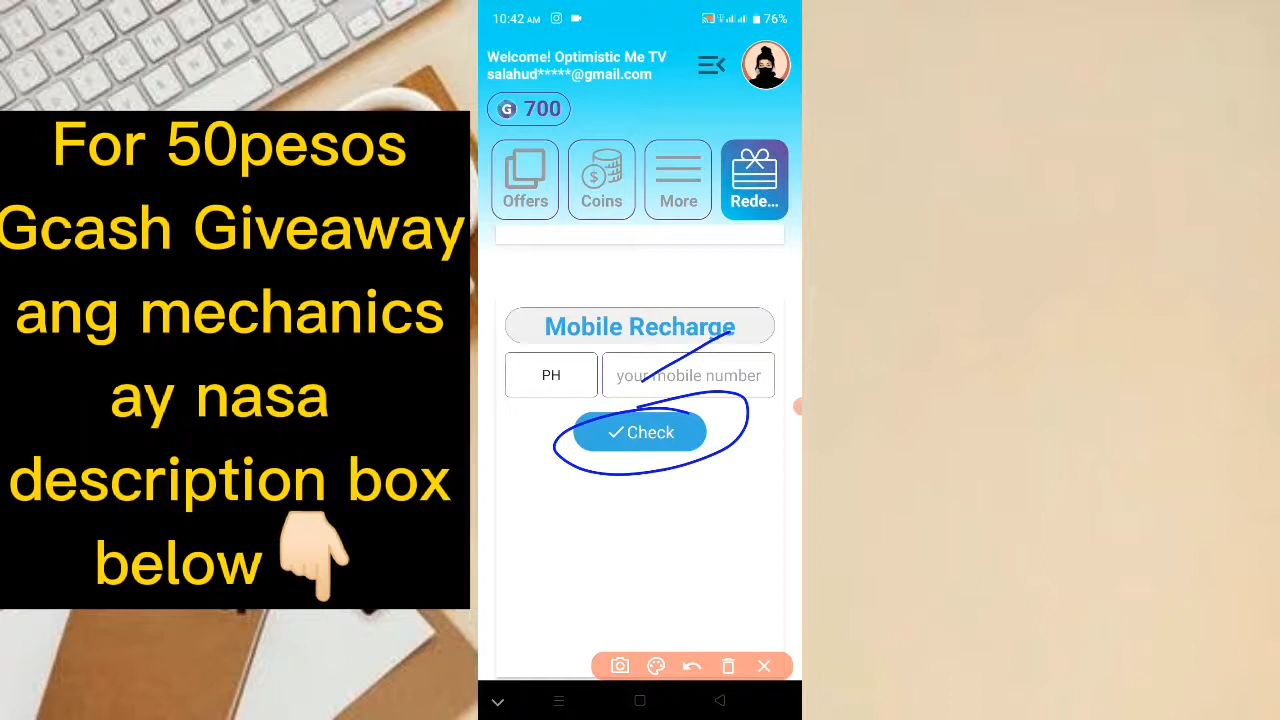 For 50pesos
Gcash Giveaway
ang mechanics
ay nasa
description box
below
10:42 AM
76%
Welcome! Optimistic Me TV
salahud*****@gmail.com
G 700
Offers
Coins
More
Rede...
Mobile Recharge
PH
your mobile number
Check